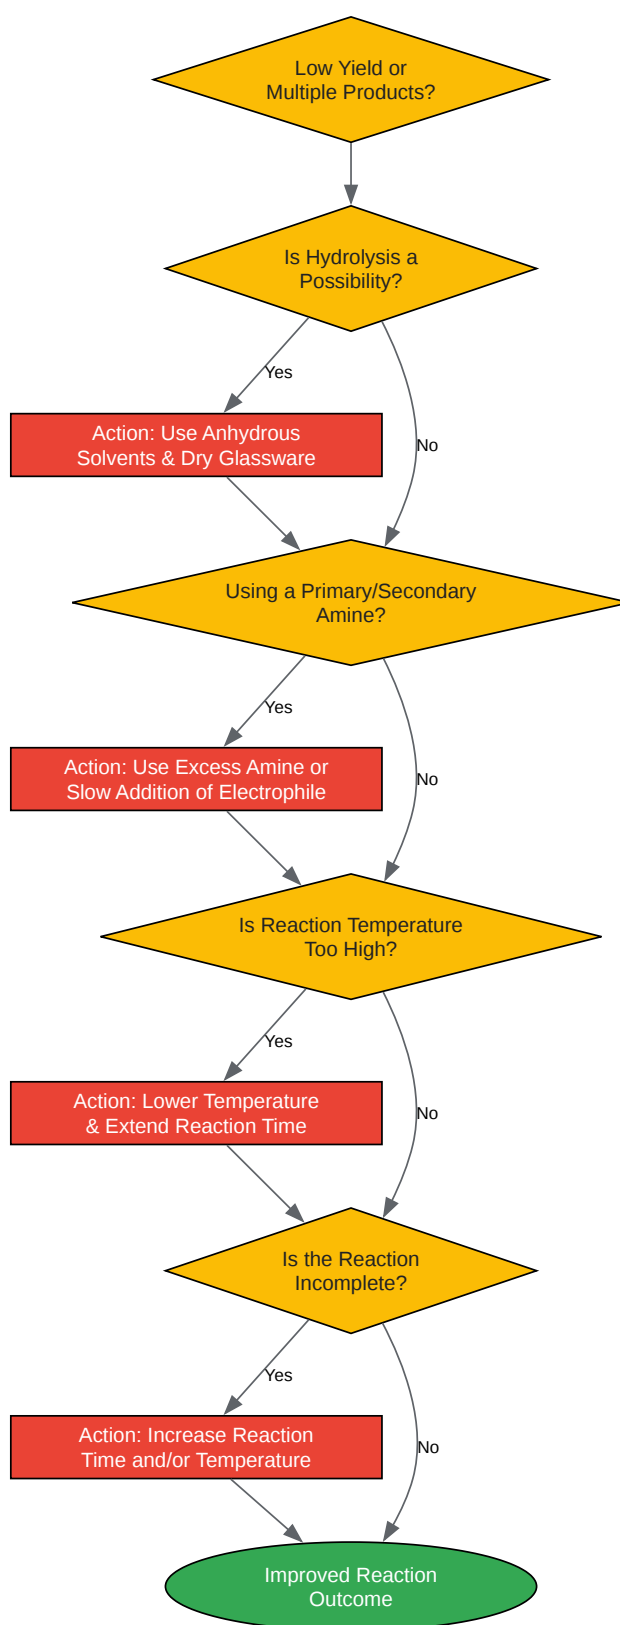 Low Yield or
Multiple Products?
Is Hydrolysis a
Possibility?
Yes
Action: Use Anhydrous
Solvents & Dry Glassware
No
Using a Primary/Secondary
Amine?
Yes
Action: Use Excess Amine or
Slow Addition of Electrophile
No
Is Reaction Temperature
Too High?
Yes
Action: Lower Temperature
& Extend Reaction Time
No
Is the Reaction
Incomplete?
Yes
Action: Increase Reaction
Time and/or Temperature
No
Improved Reaction
Outcome